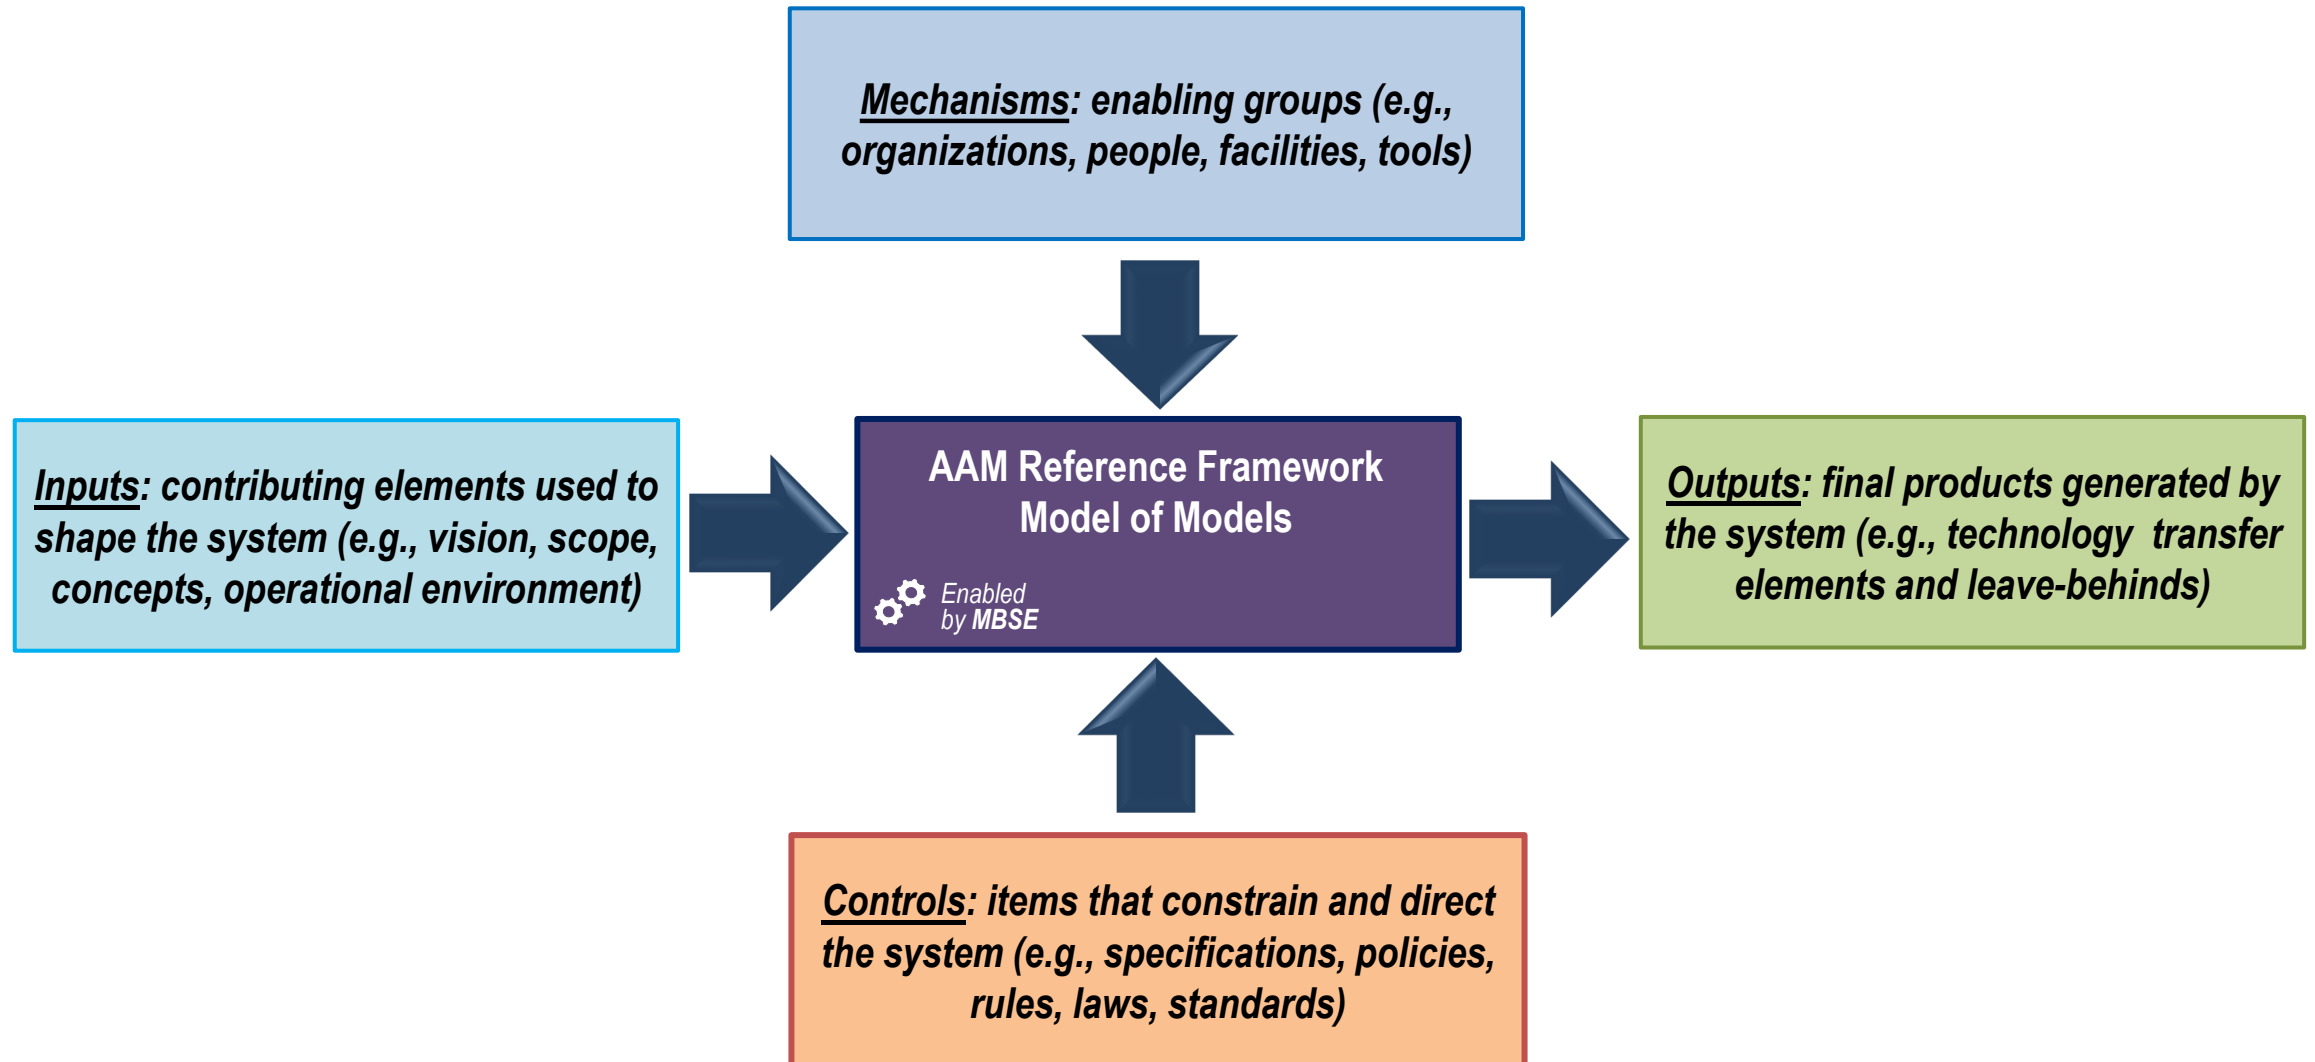 Mechanisms: enabling groups (e.g.,
organizations, people, facilities, tools)
Inputs: contributing elements used to
shape the system (e.g., vision, scope,
concepts, operational environment)
AAM Reference Framework
Model of Models
Enabled
by MBSE
Outputs: final products generated by
the system (e.g., technology  transfer
elements and leave-behinds)
Controls: items that constrain and direct
the system (e.g., specifications, policies,
rules, laws, standards)